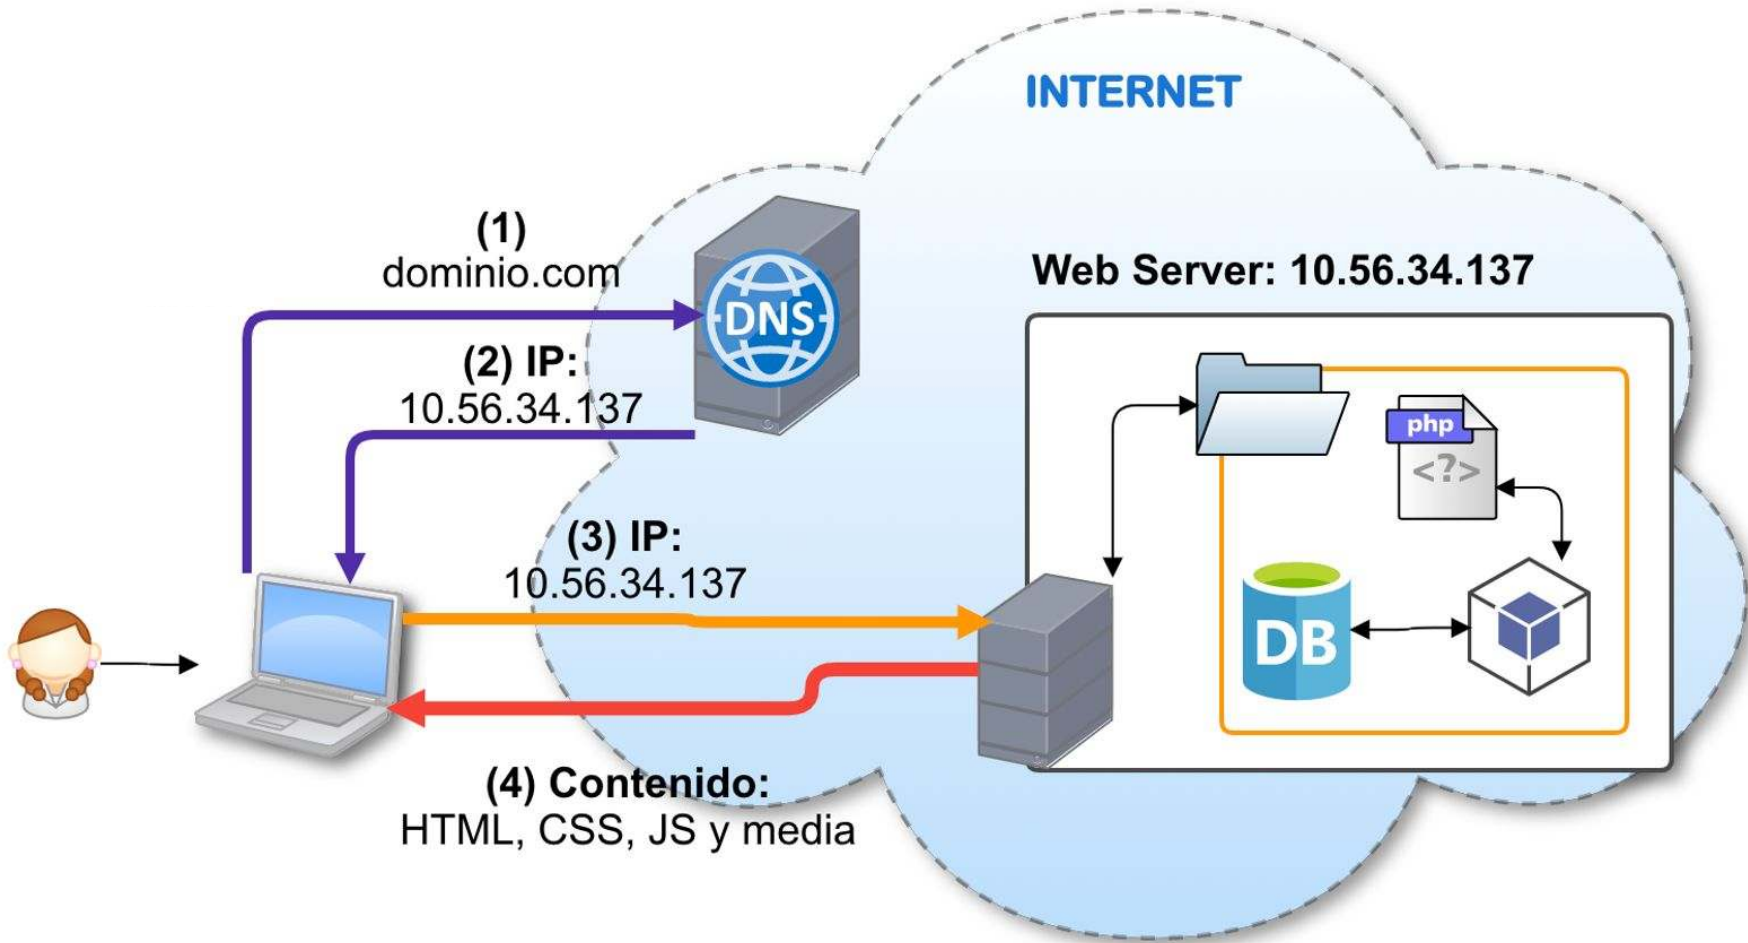 INTERNET
(1)
dominio.com
DNS
Web Server: 10.56.34.137
(2) IP:
10.56.34.137
php
<?>
(3) IP:
10.56.34.137
DB
(4) Contenido:
HTML, CSS, JS y media